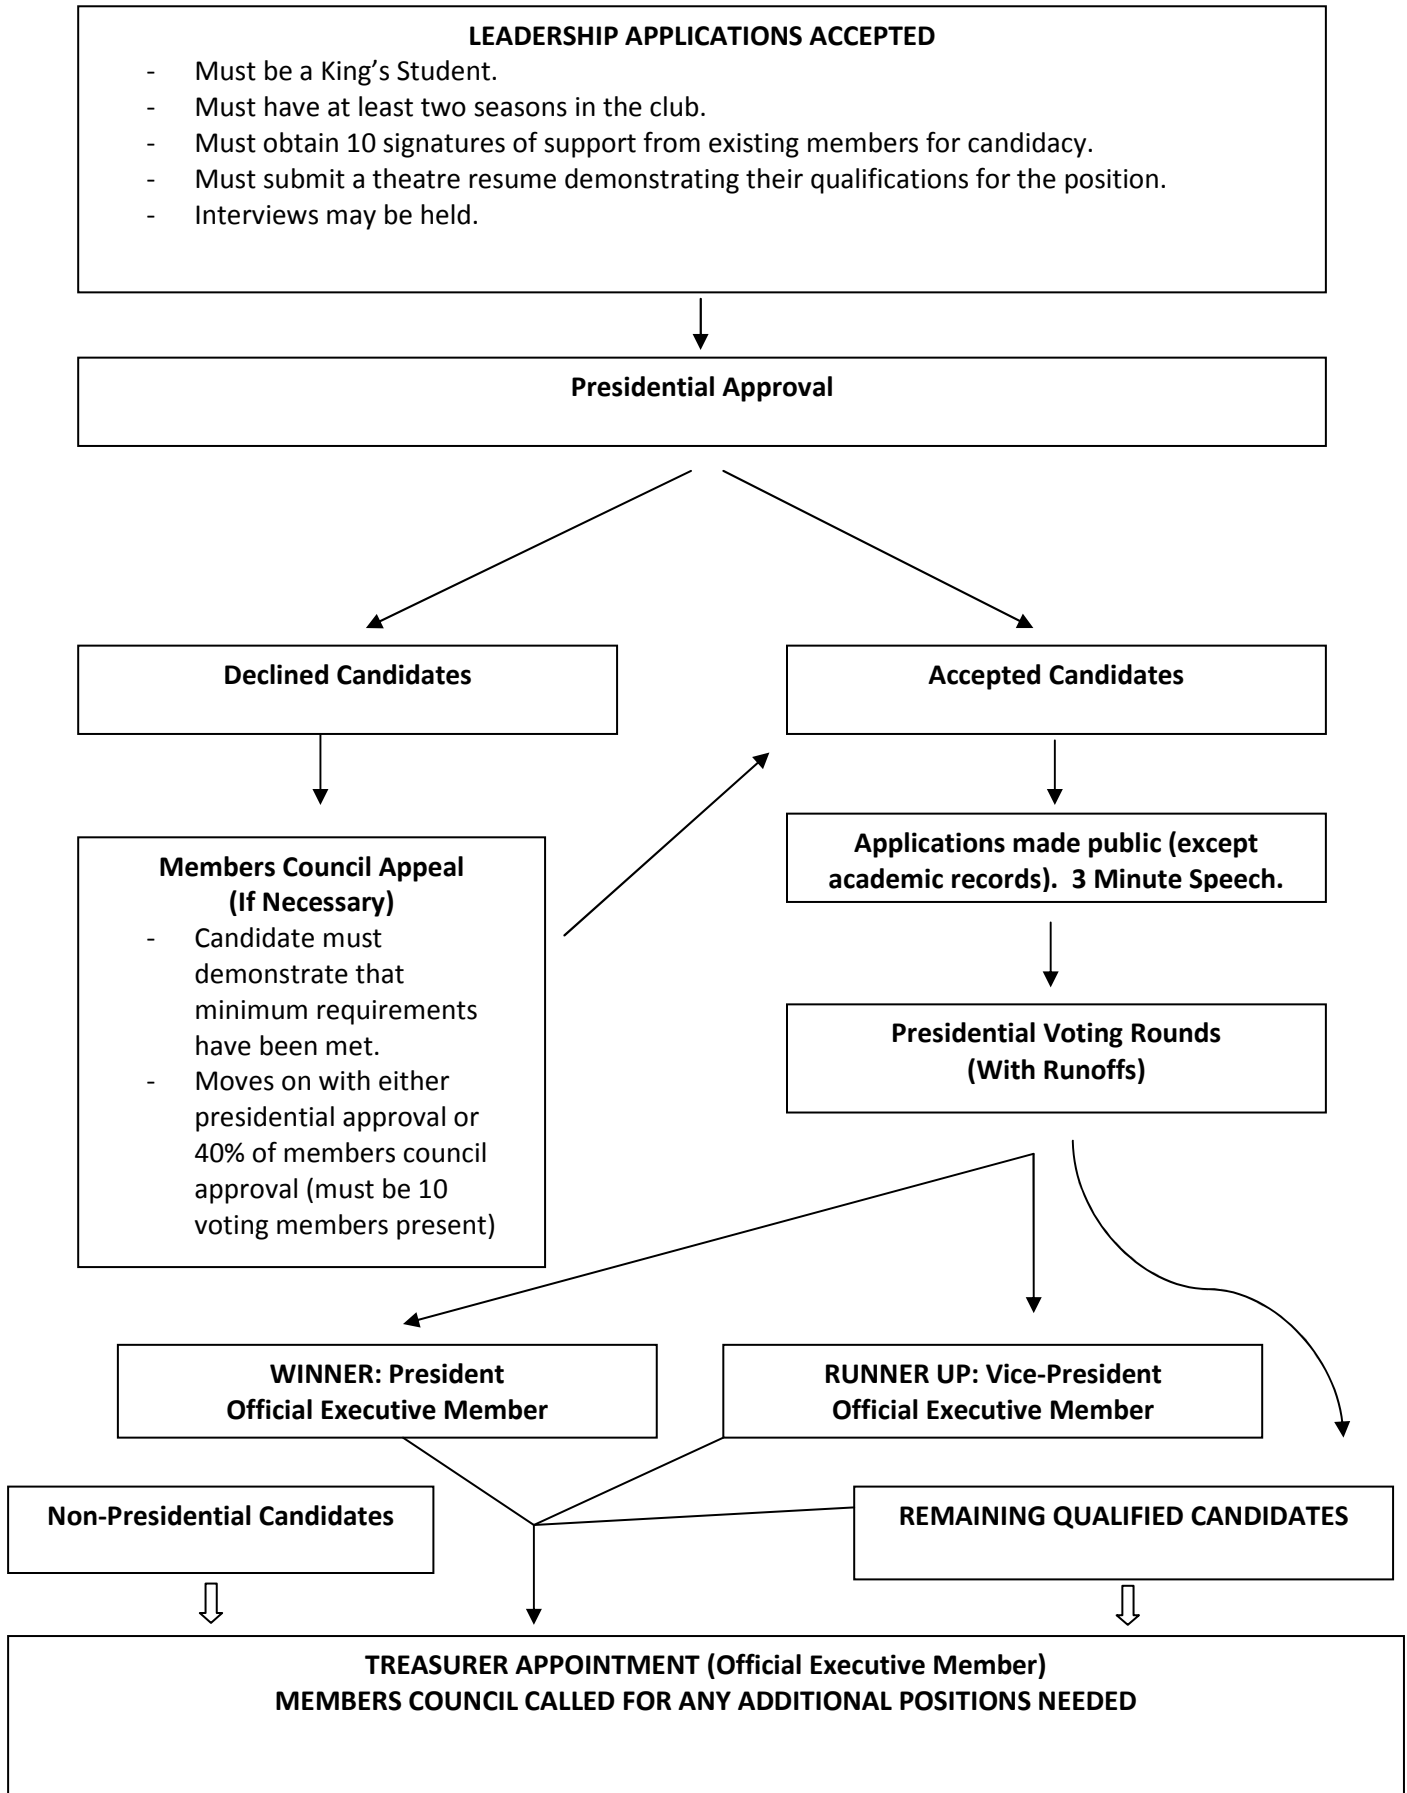 LEADERSHIP APPLICATIONS ACCEPTED
- Must be a King’s Student.
- Must have at least two seasons in the club.
- Must obtain 10 signatures of support from existing members for candidacy.
- Must submit a theatre resume demonstrating their qualifications for the position.
- Interviews may be held.
Presidential Approval
Declined Candidates
Accepted Candidates
Members Council Appeal
(If Necessary)
- Candidate must
demonstrate that
minimum requirements
have been met.
- Moves on with either
presidential approval or
40% of members council
approval (must be 10
voting members present)
Applications made public (except
academic records).  3 Minute Speech.
Presidential Voting Rounds
(With Runoffs)
WINNER: President
Official Executive Member
RUNNER UP: Vice-President
Official Executive Member
Non-Presidential Candidates
REMAINING QUALIFIED CANDIDATES
TREASURER APPOINTMENT (Official Executive Member)
MEMBERS COUNCIL CALLED FOR ANY ADDITIONAL POSITIONS NEEDED